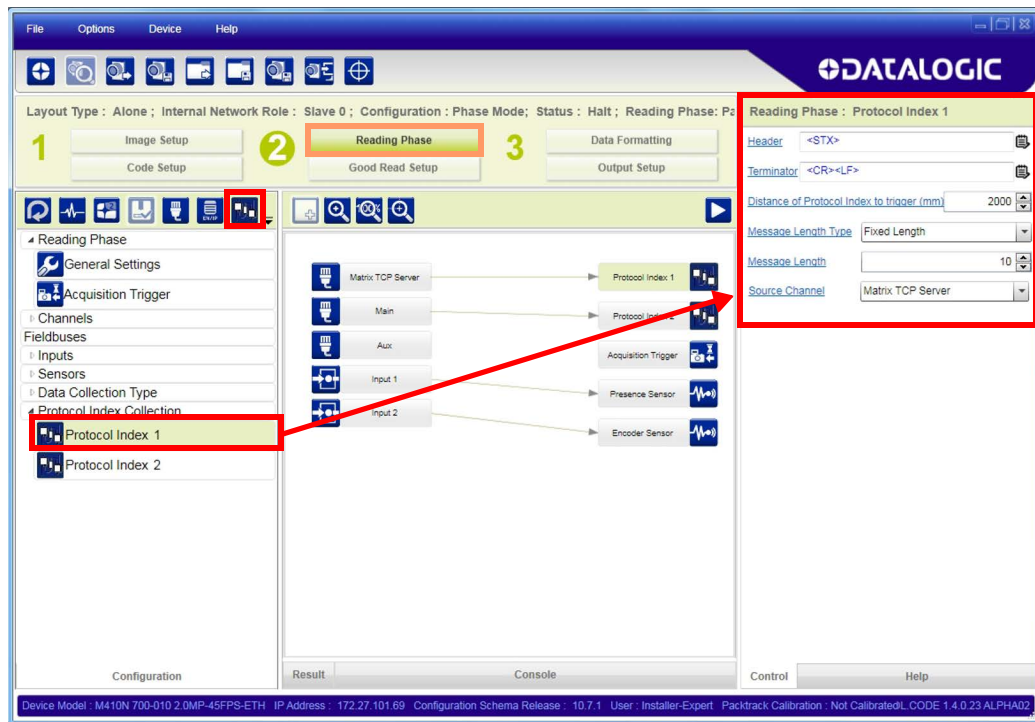 File Options Device Help
DATALOGIC
Layout Type : Alone ; Internal Network Role : Slave 0 ; Configuration : Phase Mode; Status : Halt ; Reading Phase: Pa
1
Image Setup
Code Setup
2
Reading Phase
Good Read Setup
3
Data Formatting
Output Setup
EN/IP
Reading Phase
General Settings
Acquisition Trigger
Channels
Fieldbuses
Inputs
Sensors
Data Collection Type
Protocol Index Collection
Protocol Index 1
Protocol Index 2
Configuration
Matrix TCP Server
Main
Aux
Input 1
Input 2
Protocol Index 1
Protocol Index 2
Acquisition Trigger
Presence Sensor
Encoder Sensor
Result Console
Reading Phase : Protocol Index 1
Header <STX>
Terminator <CR><LF>
Distance of Protocol Index to trigger (mm) 2000
Message Length Type Fixed Length
Message Length 10
Source Channel Matrix TCP Server
Control Help
Device Model : M410N 700-010 2.0MP-45FPS-ETH IP Address : 172.27.101.69 Configuration Schema Release : 10.7.1 User : Installer-Expert Packtrack Calibration : Not CalibratedL.CODE 1.4.0.23 ALPHA02